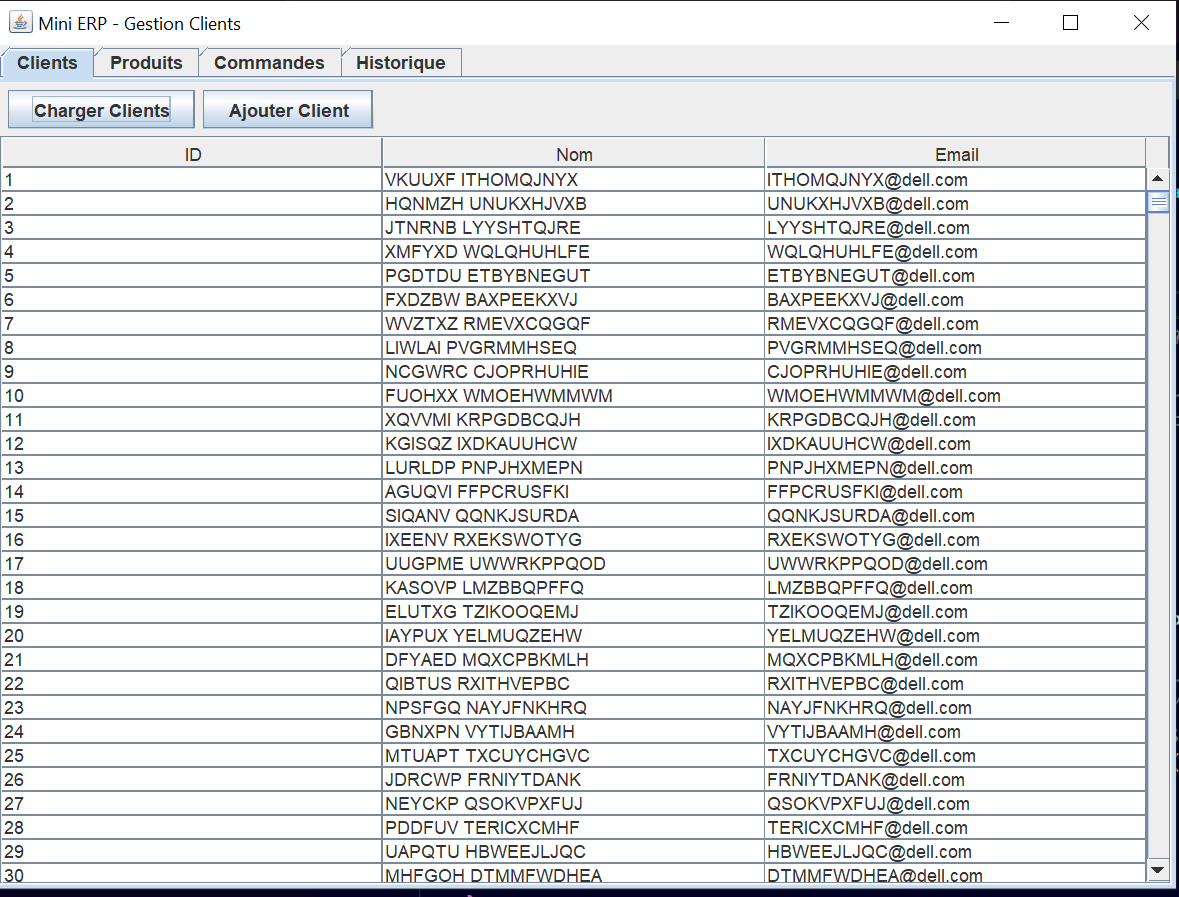 Mini ERP - Gestion Clients
Clients Produits Commandes Historique
Charger Clients Ajouter Client
ID Nom Email
1 VKUUXF ITHOMQJNYX ITHOMQJNYX@dell.com
2 HQNMZH UNUKXHJVXB UNUKXHJVXB@dell.com
3 JTNRNB LYYSHTQJRE LYYSHTQJRE@dell.com
4 XMFYXD WQLQHUHLFE WQLQHUHLFE@dell.com
5 PGDTDU ETBYBNEGUT ETBYBNEGUT@dell.com
6 FXDZBW BAXPEEKXVJ BAXPEEKXVJ@dell.com
7 WVZTXZ RMEVXCQGQF RMEVXCQGQF@dell.com
8 LIWLAI PVGRMMHSEQ PVGRMMHSEQ@dell.com
9 NCGWRC CJOPRHUHIE CJOPRHUHIE@dell.com
10 FUOHXX WMOEHWMMWM WMOEHWMMWM@dell.com
11 XQVVMI KRPGDBCQJH KRPGDBCQJH@dell.com
12 KGISQZ IXDKAUUHCW IXDKAUUHCW@dell.com
13 LURLDP PNPJHXMEPN PNPJHXMEPN@dell.com
14 AGUQVI FFPCRUSFKI FFPCRUSFKI@dell.com
15 SIQANV QQNKJSURDA QQNKJSURDA@dell.com
16 IXEENV RXEKSWOTYG RXEKSWOTYG@dell.com
17 UUGPME UWWRKPPQOD UWWRKPPQOD@dell.com
18 KASOVP LMZBBQPFFQ LMZBBQPFFQ@dell.com
19 ELUTXG TZIKOOQEMJ TZIKOOQEMJ@dell.com
20 IAYPUX YELMUQZEHW YELMUQZEHW@dell.com
21 DFYAED MQXCPBKMLH MQXCPBKMLH@dell.com
22 QIBTUS RXITHVEPBC RXITHVEPBC@dell.com
23 NPSFGQ NAYJFNKHRQ NAYJFNKHRQ@dell.com
24 GBNXPN VYTIJBAAMH VYTIJBAAMH@dell.com
25 MTUAPT TXCUYCHGVC TXCUYCHGVC@dell.com
26 JDRCWP FRNIYTDANK FRNIYTDANK@dell.com
27 NEYCKP QSOKVPXFUJ QSOKVPXFUJ@dell.com
28 PDDFUV TERICXCMHF TERICXCMHF@dell.com
29 UAPQTU HBWEEJLJQC HBWEEJLJQC@dell.com
30 MHFGOH DTMMFWDHEA DTMMFWDHEA@dell.com